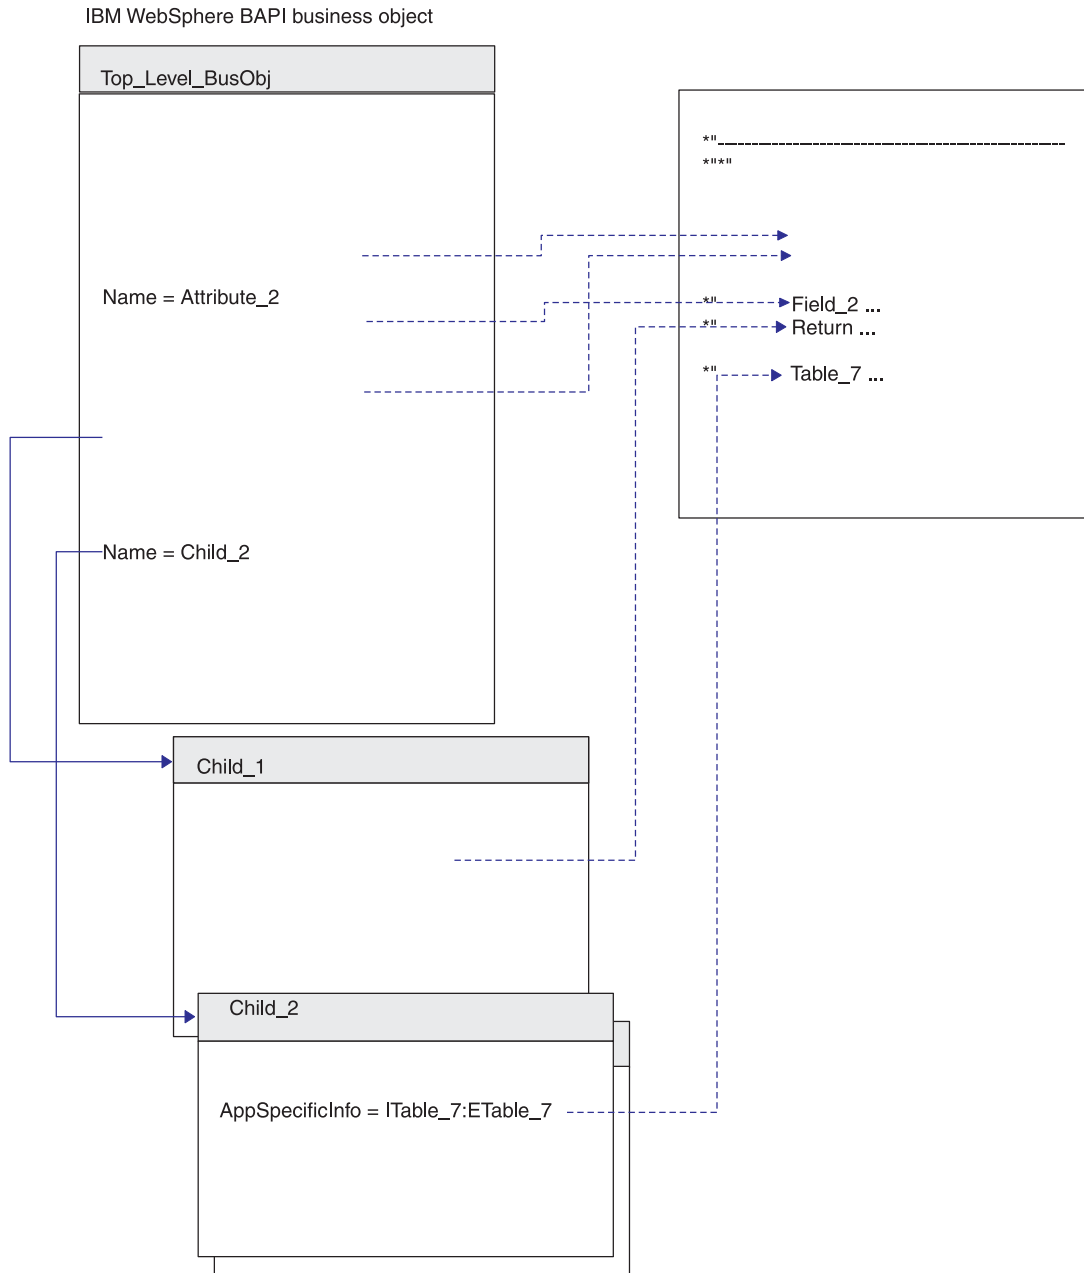 IBM WebSphere BAPI business object
Top_Level_BusObj
*"--------------------------------------------------
*"*"
Name = Attribute_2
*" Field_2 ...
*" Return ...
*" Table_7 ...
Name = Child_2
Child_1
Child_2
AppSpecificInfo = ITable_7:ETable_7